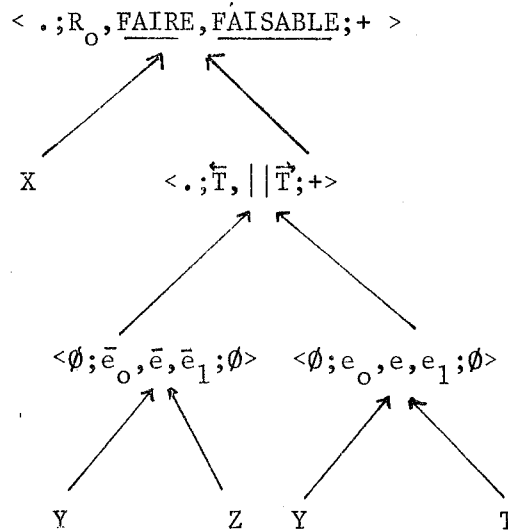 < .;R₀,FAIRE,FAISABLE;+ >
X <.;T̄,||T⃗;+>
<∅;ē₀,ē,ē₁;∅> <∅;e₀,e,e₁;∅>
Y Z Y T